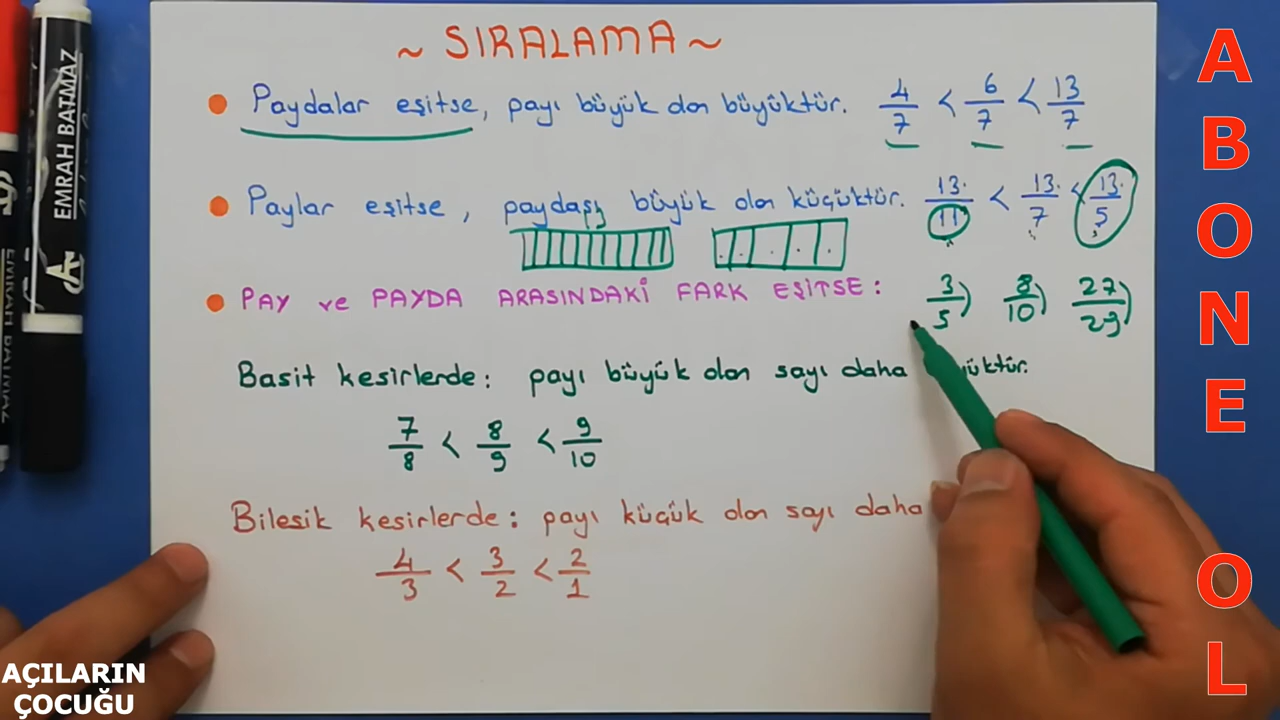 ~ SIRALAMA ~
Paydalar eşitse, payı büyük olan büyüktür. 4/7 < 6/7 < 13/7
Paylar eşitse, paydası büyük olan küçüktür. 13/11 < 13/7 < 13/5
PAY ve PAYDA ARASINDAKİ FARK EŞİTSE: 3/5) 8/10) 27/29)
Basit kesirlerde: payı büyük olan sayı daha
7/8 < 8/9 < 9/10
Bilesik kesirlerde: payı küçük olan sayı daha
4/3 < 3/2 < 2/1
EMRAH BATMAZ
AÇILARIN
ÇOCUĞU
ABONE
OL